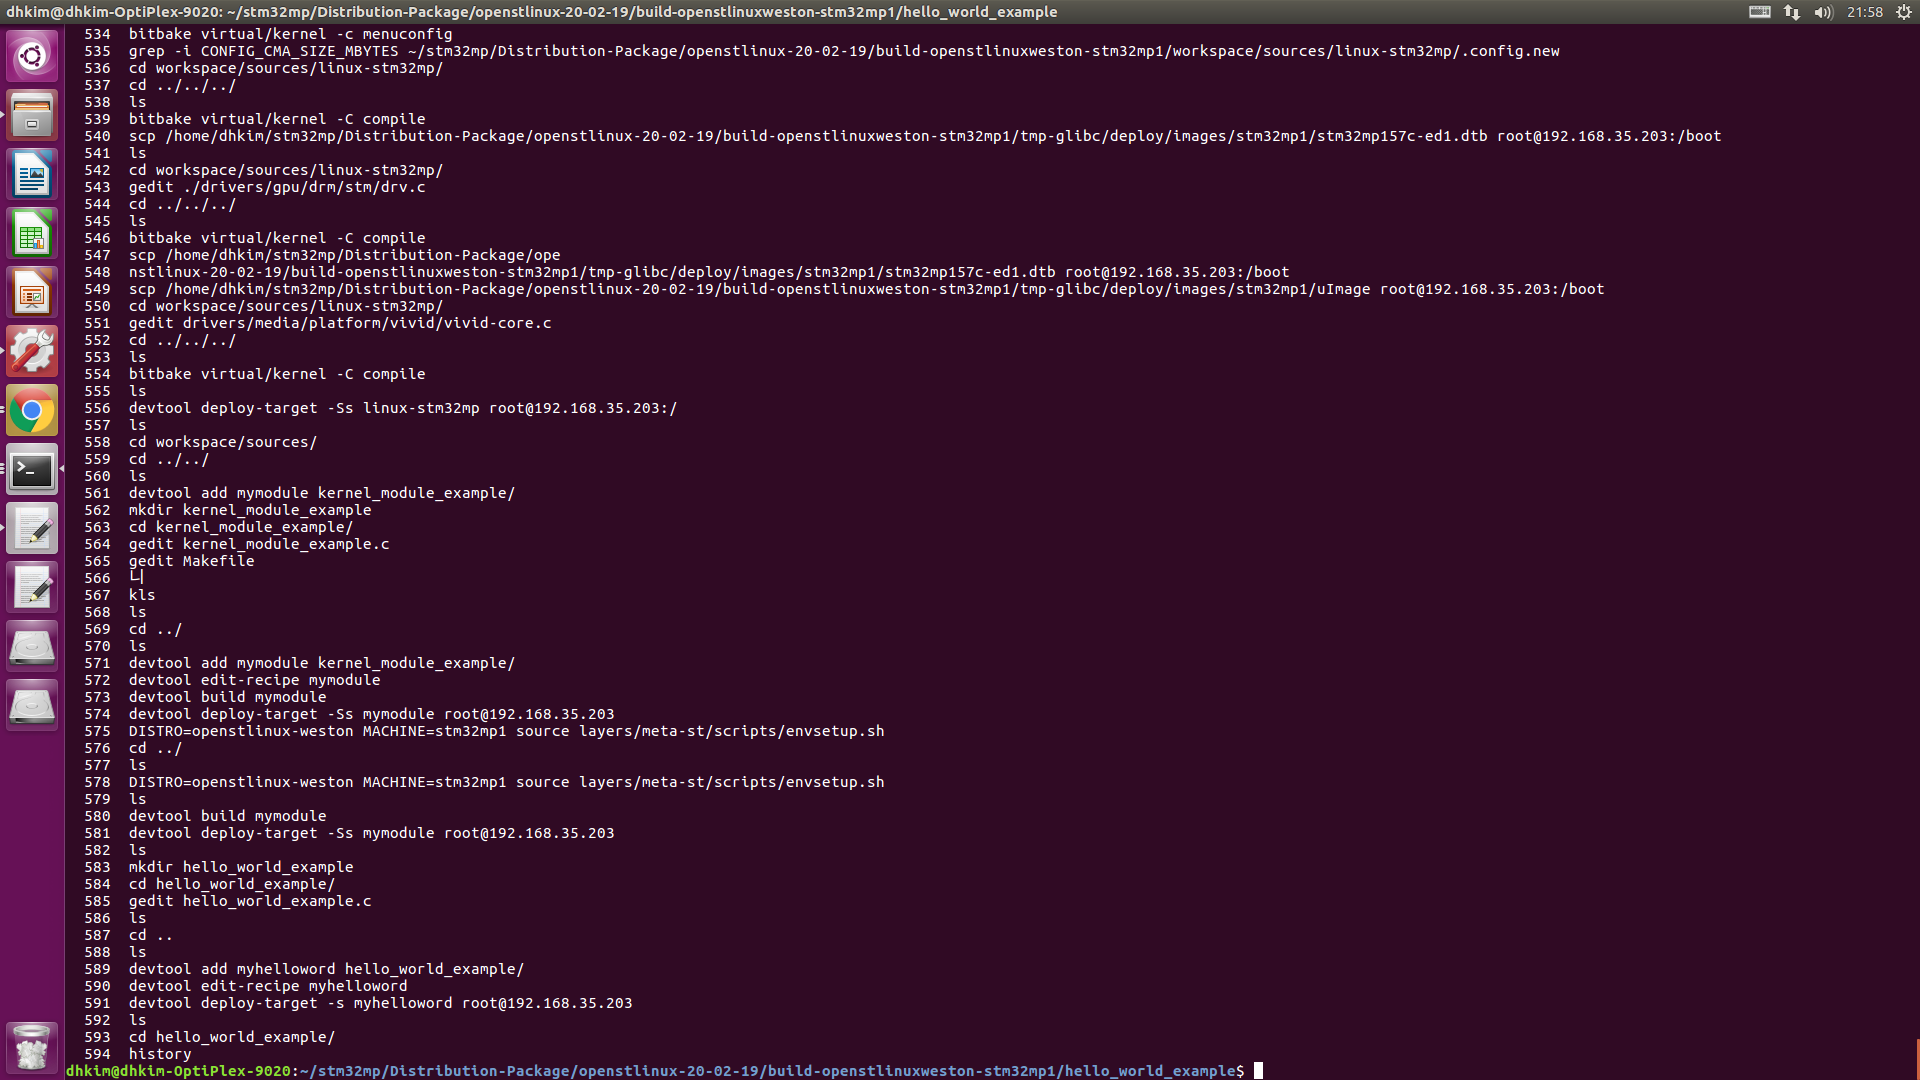 dhkim@dhkim-OptiPlex-9020: ~/stm32mp/Distribution-Package/openstlinux-20-02-19/build-openstlinuxweston-stm32mp1/hello_world_example
21:58
534 bitbake virtual/kernel -c menuconfig
535 grep -i CONFIG_CMA_SIZE_MBYTES ~/stm32mp/Distribution-Package/openstlinux-20-02-19/build-openstlinuxweston-stm32mp1/workspace/sources/linux-stm32mp/.config.new
536 cd workspace/sources/linux-stm32mp/
537 cd ../../../
538 ls
539 bitbake virtual/kernel -C compile
540 scp /home/dhkim/stm32mp/Distribution-Package/openstlinux-20-02-19/build-openstlinuxweston-stm32mp1/tmp-glibc/deploy/images/stm32mp1/stm32mp157c-ed1.dtb root@192.168.35.203:/boot
541 ls
542 cd workspace/sources/linux-stm32mp/
543 gedit ./drivers/gpu/drm/stm/drv.c
544 cd ../../../
545 ls
546 bitbake virtual/kernel -C compile
547 scp /home/dhkim/stm32mp/Distribution-Package/ope
548 nstlinux-20-02-19/build-openstlinuxweston-stm32mp1/tmp-glibc/deploy/images/stm32mp1/stm32mp157c-ed1.dtb root@192.168.35.203:/boot
549 scp /home/dhkim/stm32mp/Distribution-Package/openstlinux-20-02-19/build-openstlinuxweston-stm32mp1/tmp-glibc/deploy/images/stm32mp1/uImage root@192.168.35.203:/boot
550 cd workspace/sources/linux-stm32mp/
551 gedit drivers/media/platform/vivid/vivid-core.c
552 cd ../../../
553 ls
554 bitbake virtual/kernel -C compile
555 ls
556 devtool deploy-target -Ss linux-stm32mp root@192.168.35.203:/
557 ls
558 cd workspace/sources/
559 cd ../../
560 ls
561 devtool add mymodule kernel_module_example/
562 mkdir kernel_module_example
563 cd kernel_module_example/
564 gedit kernel_module_example.c
565 gedit Makefile
566
567 kls
568 ls
569 cd ../
570 ls
571 devtool add mymodule kernel_module_example/
572 devtool edit-recipe mymodule
573 devtool build mymodule
574 devtool deploy-target -Ss mymodule root@192.168.35.203
575 DISTRO=openstlinux-weston MACHINE=stm32mp1 source layers/meta-st/scripts/envsetup.sh
576 cd ../
577 ls
578 DISTRO=openstlinux-weston MACHINE=stm32mp1 source layers/meta-st/scripts/envsetup.sh
579 ls
580 devtool build mymodule
581 devtool deploy-target -Ss mymodule root@192.168.35.203
582 ls
583 mkdir hello_world_example
584 cd hello_world_example/
585 gedit hello_world_example.c
586 ls
587 cd ..
588 ls
589 devtool add myhelloword hello_world_example/
590 devtool edit-recipe myhelloword
591 devtool deploy-target -s myhelloword root@192.168.35.203
592 ls
593 cd hello_world_example/
594 history
dhkim@dhkim-OptiPlex-9020:~/stm32mp/Distribution-Package/openstlinux-20-02-19/build-openstlinuxweston-stm32mp1/hello_world_example$